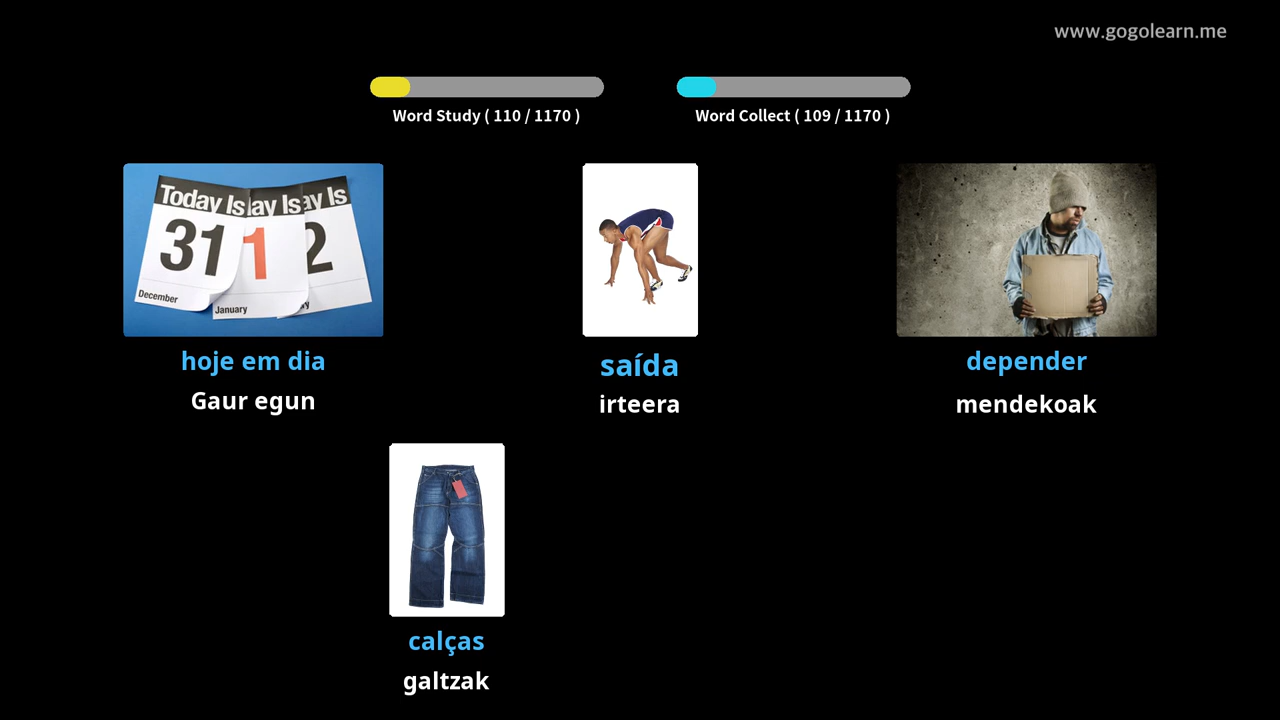 www.gogolearn.me
Word Study ( 110 / 1170 )
Word Collect ( 109 / 1170 )
Today Is
ay Is
ay Is
31
1
2
December
January
hoje em dia
Gaur egun
saída
irteera
depender
mendekoak
calças
galtzak